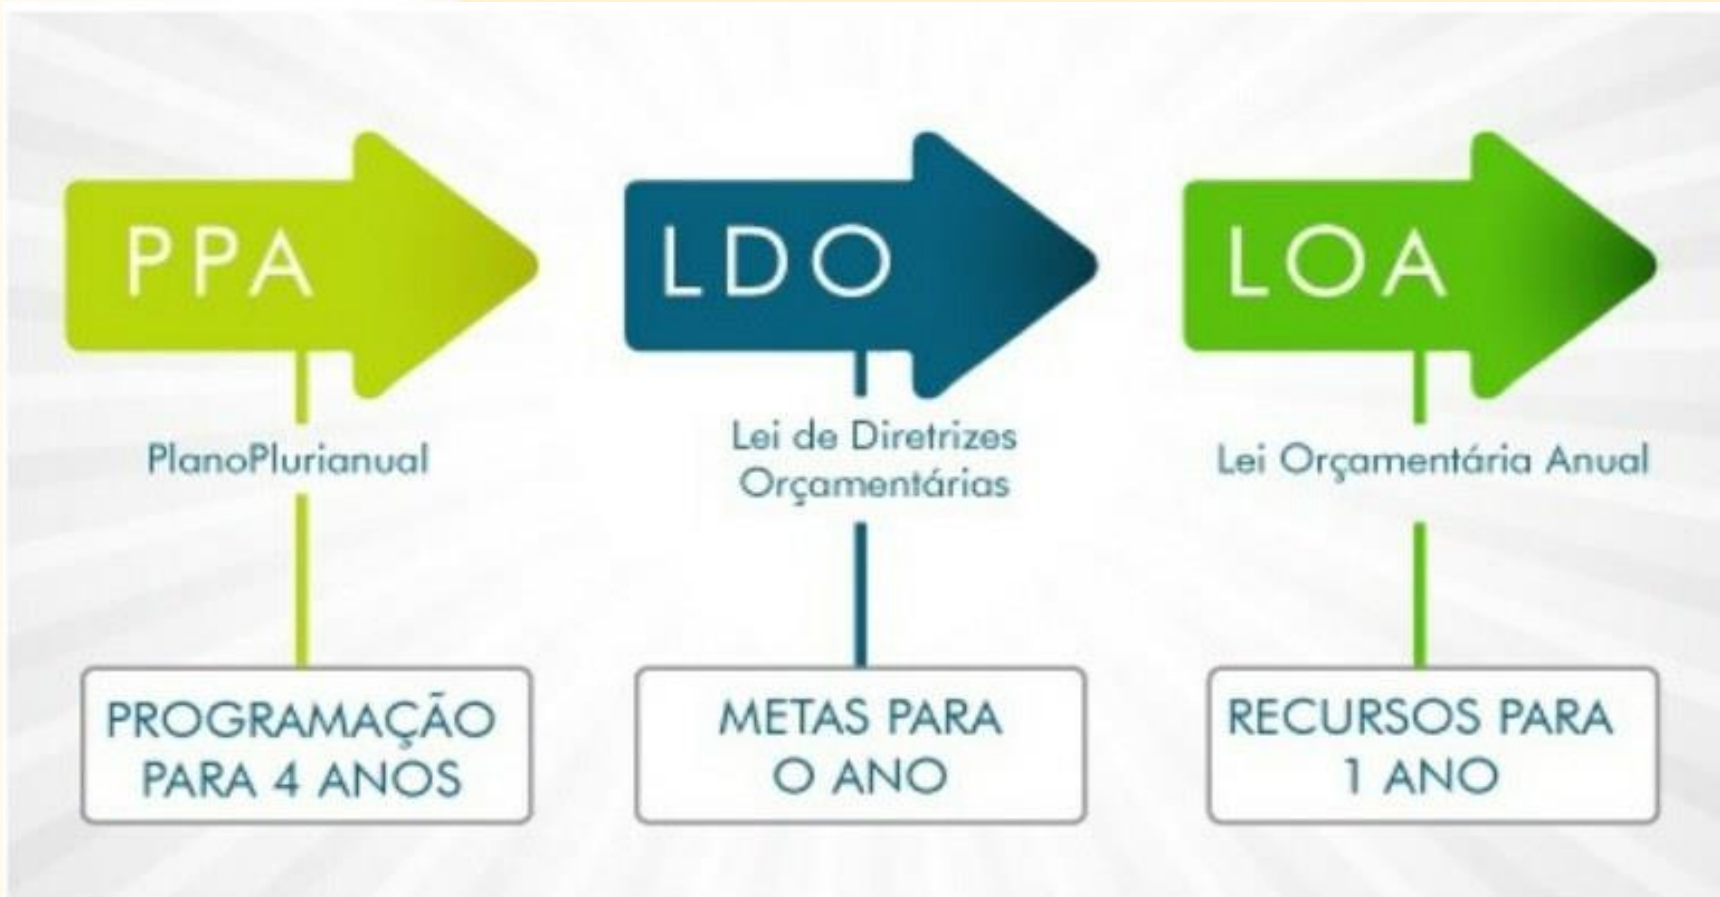 PPA
PlanoPlurianual
PROGRAMAÇÃO
PARA 4 ANOS
LDO
Lei de Diretrizes
Orçamentárias
METAS PARA
O ANO
LOA
Lei Orçamentária Anual
RECURSOS PARA
1 ANO